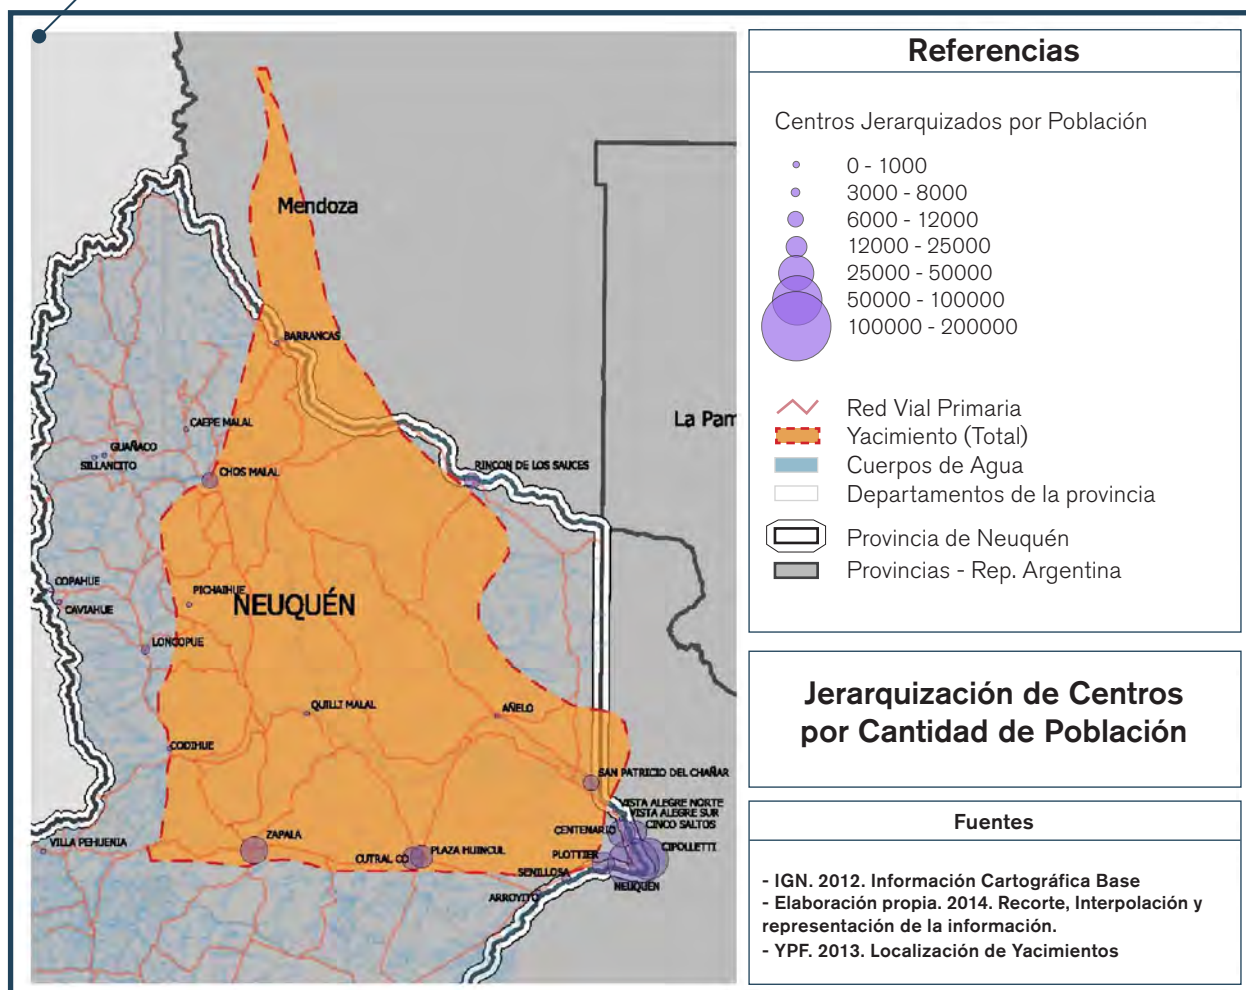 Mendoza
BARRANCAS
La Pam
CAEPE MALAL
GUAÑACO
SILLANCITO
CHOS MALAL
RINCON DE LOS SAUCES
COPAHUE
CAVIAHUE
PICHAIHUE
NEUQUÉN
LONCOPUE
QUILLI MALAL
AÑELO
CODIHUE
SAN PATRICIO DEL CHAÑAR
VISTA ALEGRE NORTE
VISTA ALEGRE SUR
CENTENARIO
CINCO SALTOS
VILLA PEHUENIA
ZAPALA
CUTRAL CO
PLAZA HUINCUL
PLOTTIER
CIPOLLETTI
SENILLOSA
NEUQUEN
ARROYITO
Referencias
Centros Jerarquizados por Población
0 - 1000
3000 - 8000
6000 - 12000
12000 - 25000
25000 - 50000
50000 - 100000
100000 - 200000
Red Vial Primaria
Yacimiento (Total)
Cuerpos de Agua
Departamentos de la provincia
Provincia de Neuquén
Provincias - Rep. Argentina
Jerarquización de Centros
por Cantidad de Población
Fuentes
- IGN. 2012. Información Cartográfica Base
- Elaboración propia. 2014. Recorte, Interpolación y
representación de la información.
- YPF. 2013. Localización de Yacimientos